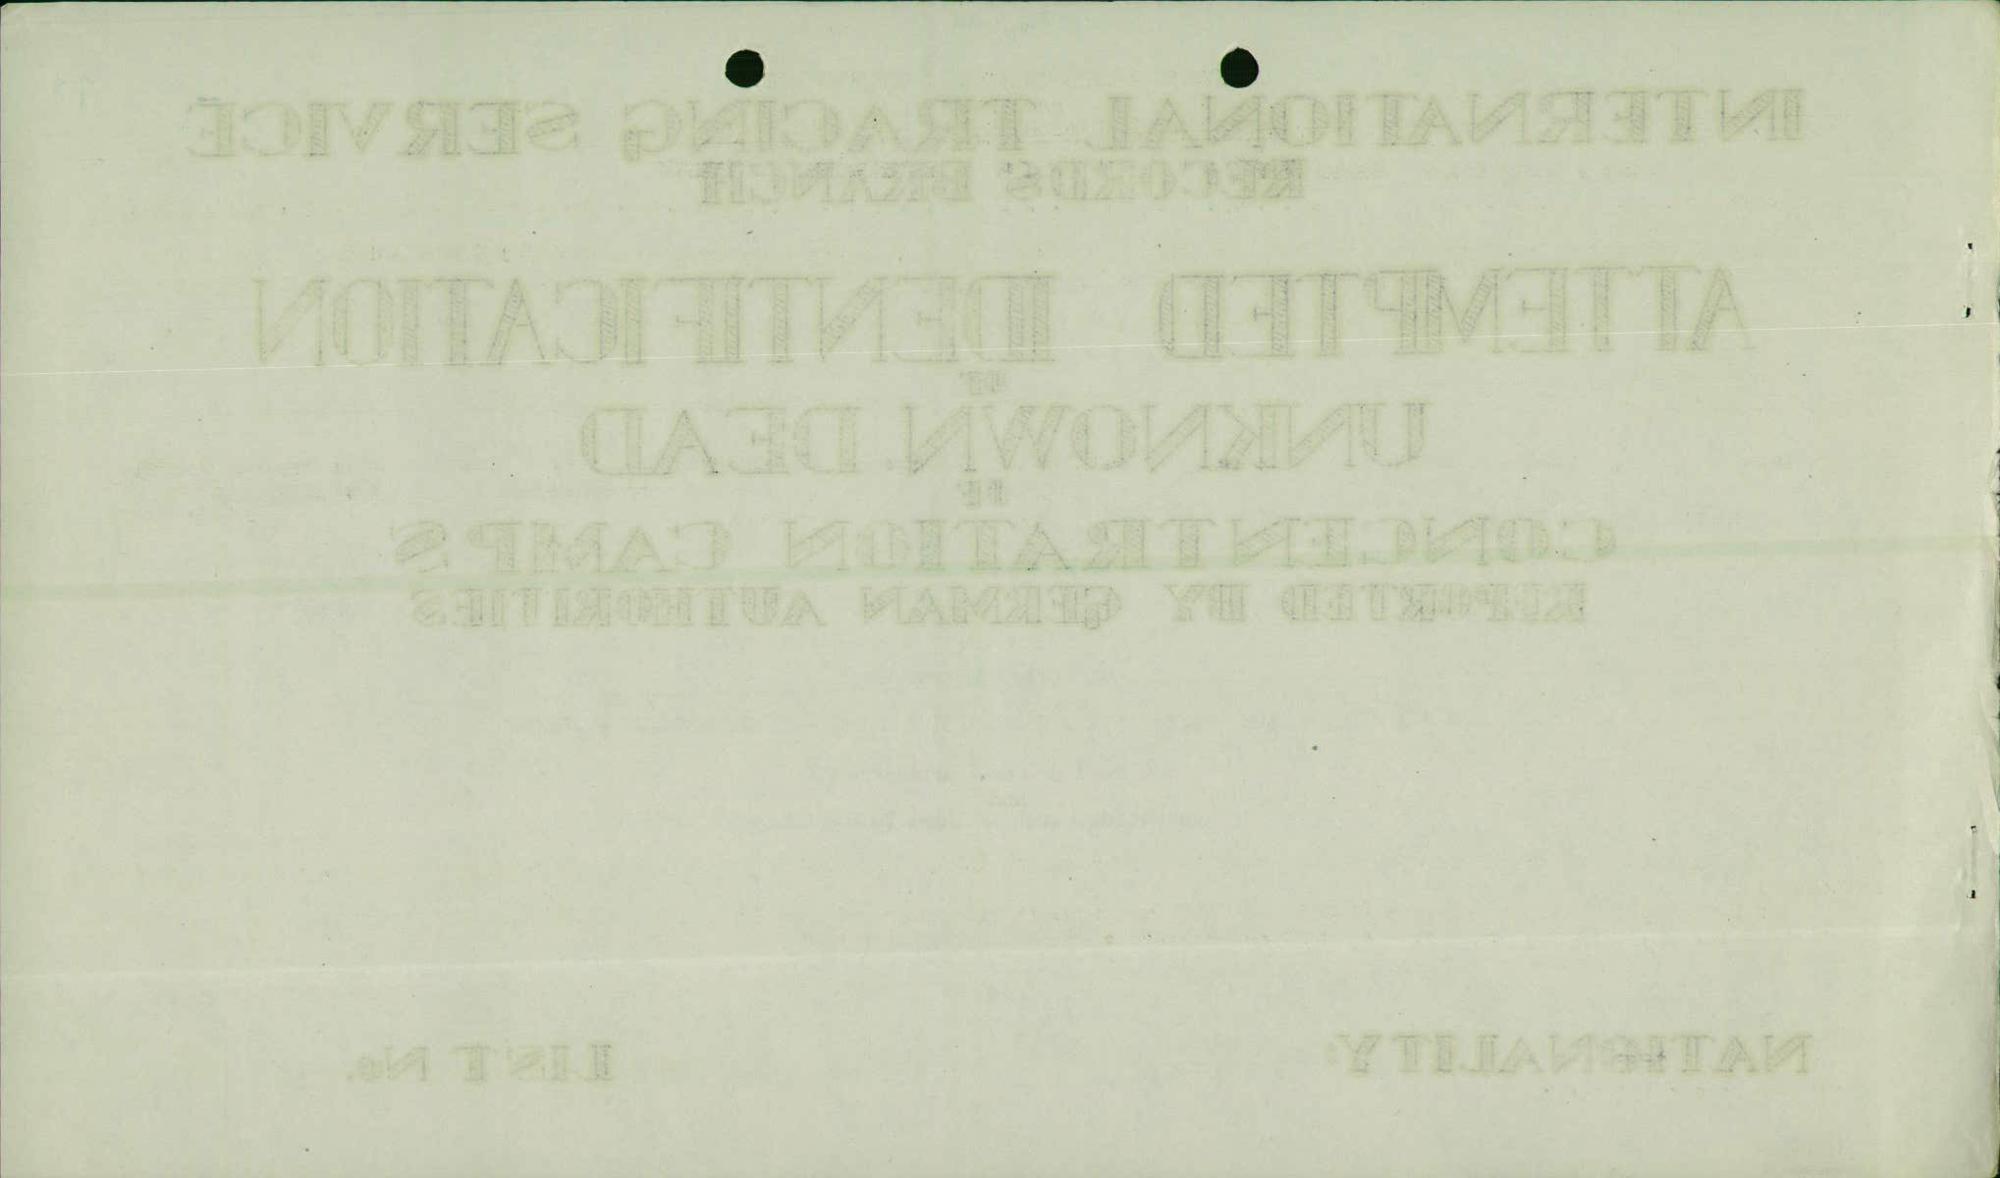 INTERNATIONAL TRACING SERVICE
RECORDS BRANCH
ATTEMPTED IDENTIFICATION
OF
UNKNOWN DEAD
OF
CONCENTRATION CAMPS
REPORTED BY GERMAN AUTHORITIES
NATIONALITY: LIST No.